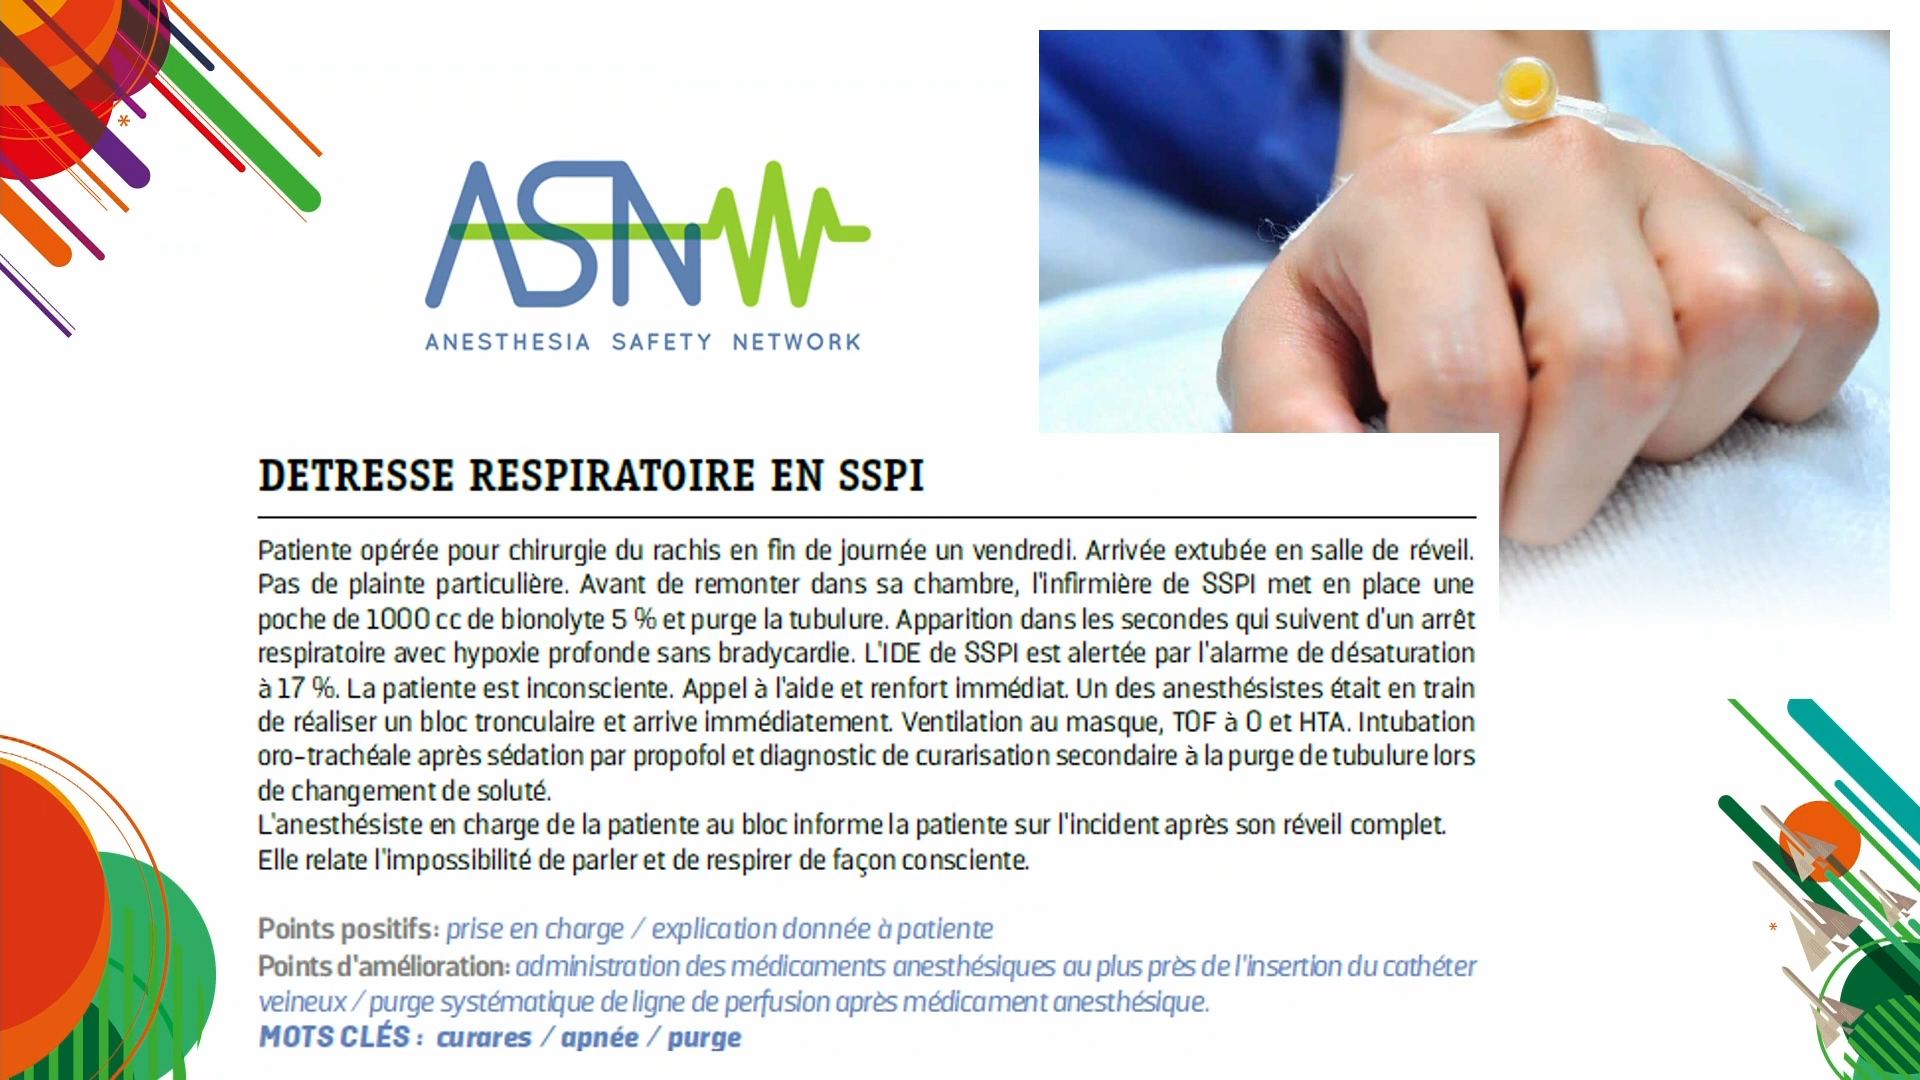 ASN
ANESTHESIA SAFETY NETWORK
DETRESSE RESPIRATOIRE EN SSPI
Patiente opérée pour chirurgie du rachis en fin de journée un vendredi. Arrivée extubée en salle de réveil.
Pas de plainte particulière. Avant de remonter dans sa chambre, l'infirmière de SSPI met en place une
poche de 1000 cc de bionolyte 5 % et purge la tubulure. Apparition dans les secondes qui suivent d'un arrêt
respiratoire avec hypoxie profonde sans bradycardie. L'IDE de SSPI est alertée par l'alarme de désaturation
à 17 %. La patiente est inconsciente. Appel à l'aide et renfort immédiat. Un des anesthésistes était en train
de réaliser un bloc tronculaire et arrive immédiatement. Ventilation au masque, TOF à 0 et HTA. Intubation
oro-trachéale après sédation par propofol et diagnostic de curarisation secondaire à la purge de tubulure lors
de changement de soluté.
L'anesthésiste en charge de la patiente au bloc informe la patiente sur l'incident après son réveil complet.
Elle relate l'impossibilité de parler et de respirer de façon consciente.
Points positifs: prise en charge / explication donnée à patiente
Points d'amélioration: administration des médicaments anesthésiques au plus près de l'insertion du cathéter
veineux / purge systématique de ligne de perfusion après médicament anesthésique.
MOTS CLÉS : curares / apnée / purge